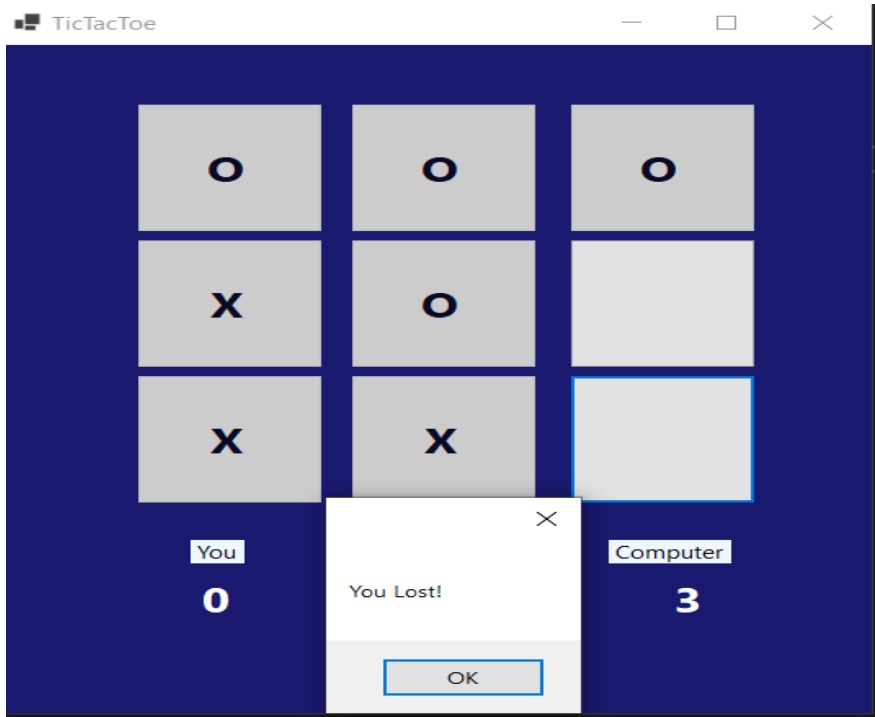 TicTacToe
O O O
X O
X X
You Computer
0 3
You Lost!
OK